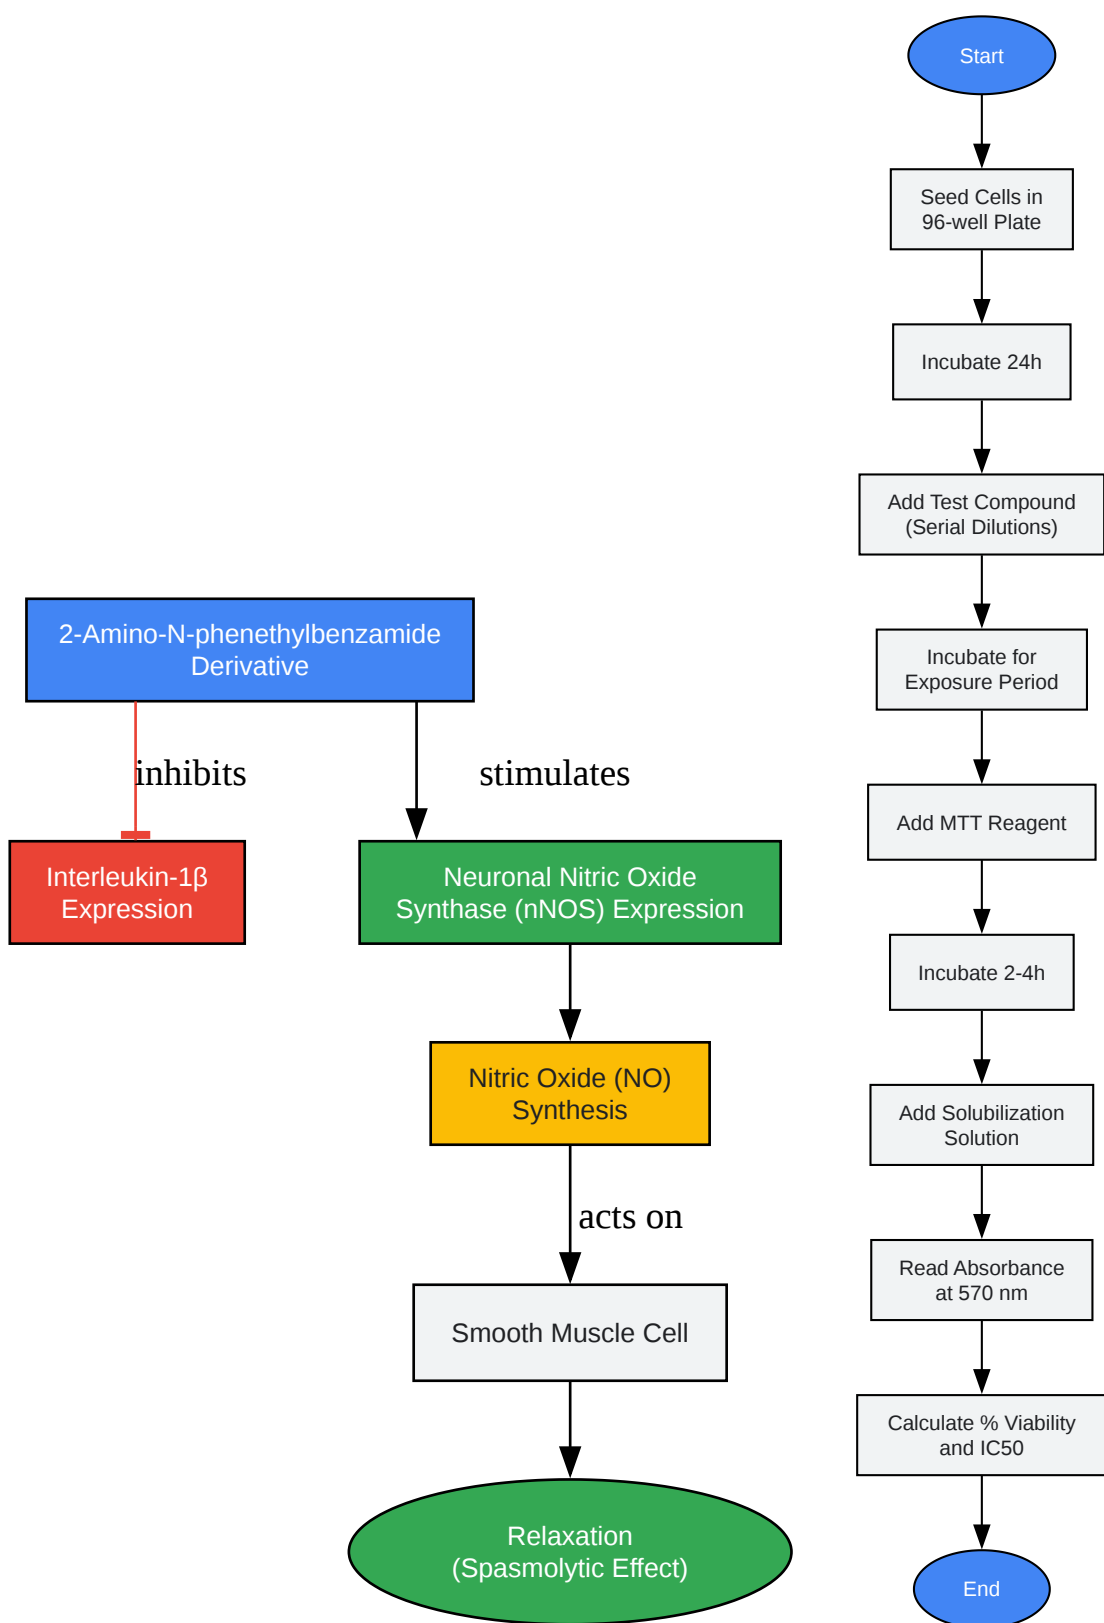 2-Amino-N-phenethylbenzamide
Derivative
inhibits
stimulates
Interleukin-1β
Expression
Neuronal Nitric Oxide
Synthase (nNOS) Expression
Nitric Oxide (NO)
Synthesis
acts on
Smooth Muscle Cell
Relaxation
(Spasmolytic Effect)
Start
Seed Cells in
96-well Plate
Incubate 24h
Add Test Compound
(Serial Dilutions)
Incubate for
Exposure Period
Add MTT Reagent
Incubate 2-4h
Add Solubilization
Solution
Read Absorbance
at 570 nm
Calculate % Viability
and IC50
End